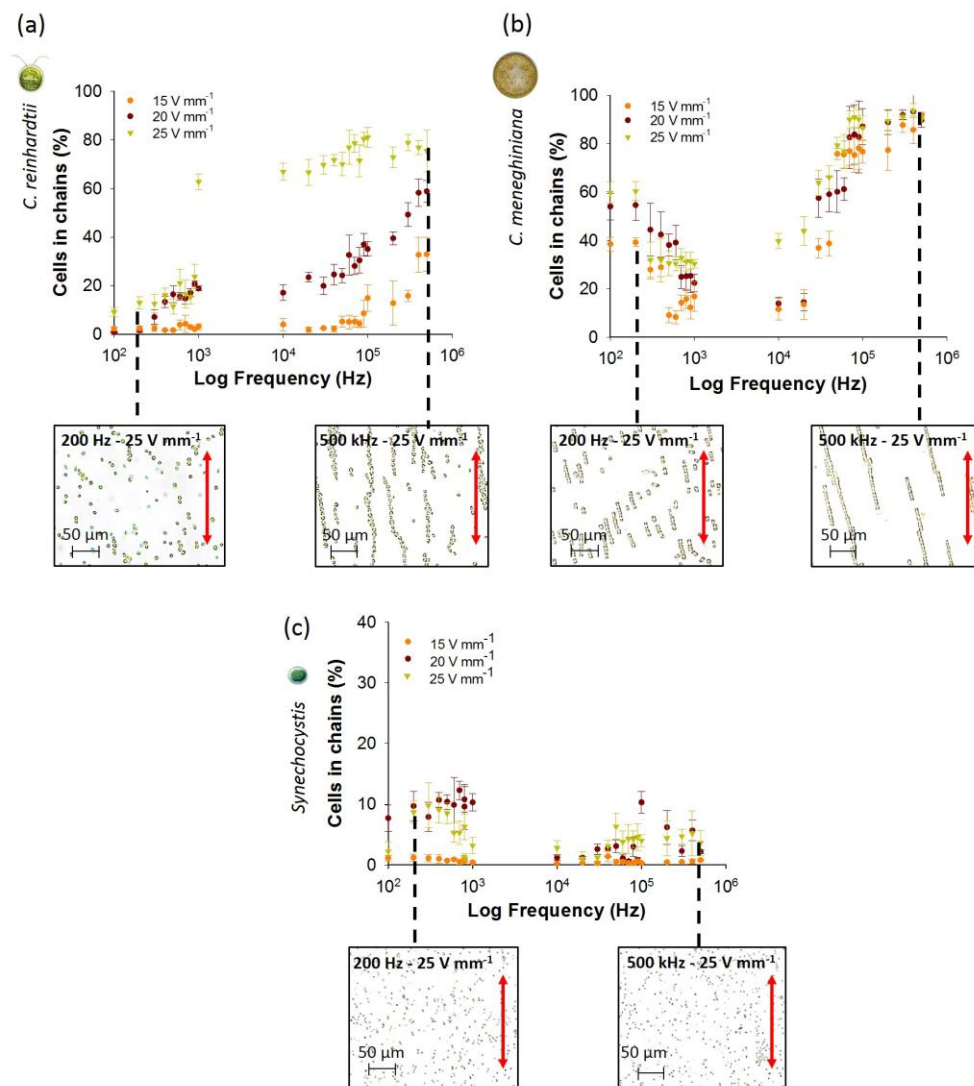 (a)
C. reinhardtii
15 V mm⁻¹
20 V mm⁻¹
25 V mm⁻¹
Cells in chains (%)
100
80
60
40
20
0
10² 10³ 10⁴ 10⁵ 10⁶
Log Frequency (Hz)
200 Hz - 25 V mm⁻¹
50 µm
500 kHz - 25 V mm⁻¹
50 µm
(b)
C. meneghiniana
15 V mm⁻¹
20 V mm⁻¹
25 V mm⁻¹
Cells in chains (%)
100
80
60
40
20
0
10² 10³ 10⁴ 10⁵ 10⁶
Log Frequency (Hz)
200 Hz - 25 V mm⁻¹
50 µm
500 kHz - 25 V mm⁻¹
50 µm
(c)
Synechocystis
15 V mm⁻¹
20 V mm⁻¹
25 V mm⁻¹
Cells in chains (%)
40
30
20
10
0
10² 10³ 10⁴ 10⁵ 10⁶
Log Frequency (Hz)
200 Hz - 25 V mm⁻¹
50 µm
500 kHz - 25 V mm⁻¹
50 µm